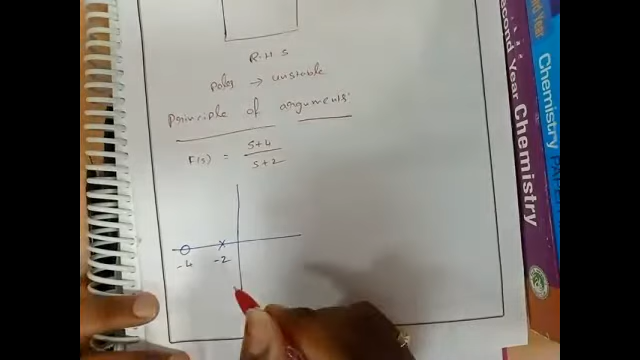 R.H S
Poles → unstable
Principle of arguments:
F(s) = s+4
s+2
-4 -2
Second Year Chemistry
Chemistry